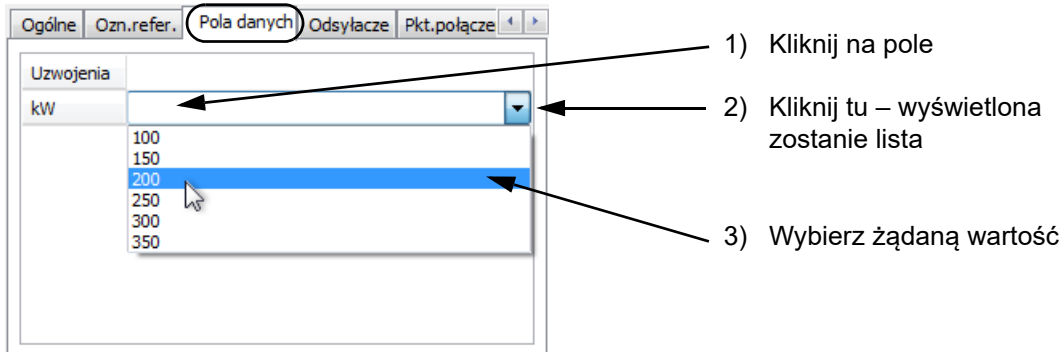 Ogólne Ozn.refer. Pola danych Odsyłacze Pkt.połącze
Uzwojenia
kW
100
150
200
250
300
350
1) Kliknij na pole
2) Kliknij tu – wyświetlona
zostanie lista
3) Wybierz żądaną wartość